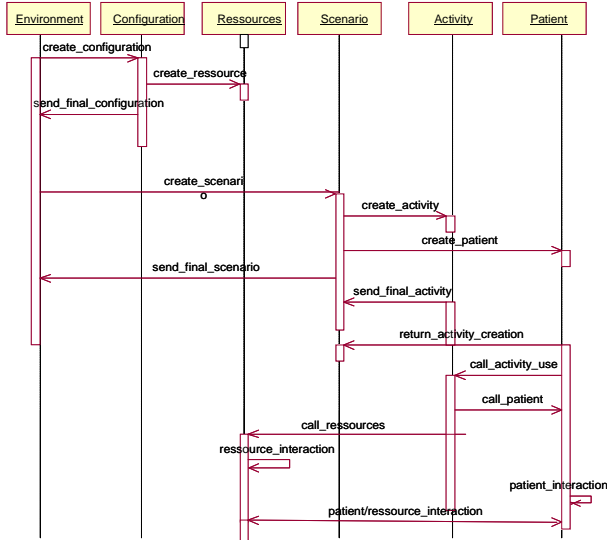 Environment
Configuration
Ressources
Scenario
Activity
Patient
create_configuration
create_ressource
send_final_configuration
create_scenari
o
create_activity
create_patient
send_final_scenario
send_final_activity
return_activity_creation
call_activity_use
call_patient
call_ressources
ressource_interaction
patient_interaction
patient/ressource_interaction